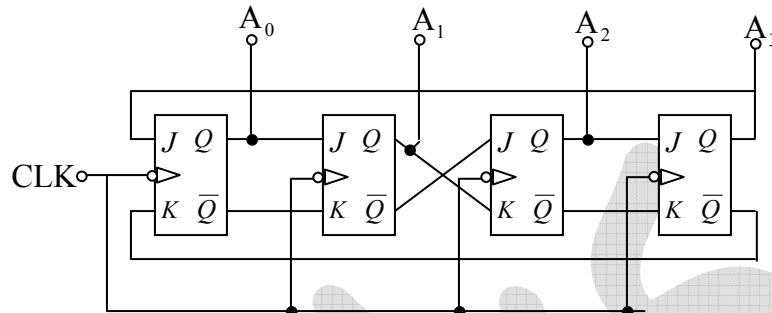 A₀ A₁ A₂ A₃
J Q J Q J Q J Q
CLK
K Q̅ K Q̅ K Q̅ K Q̅